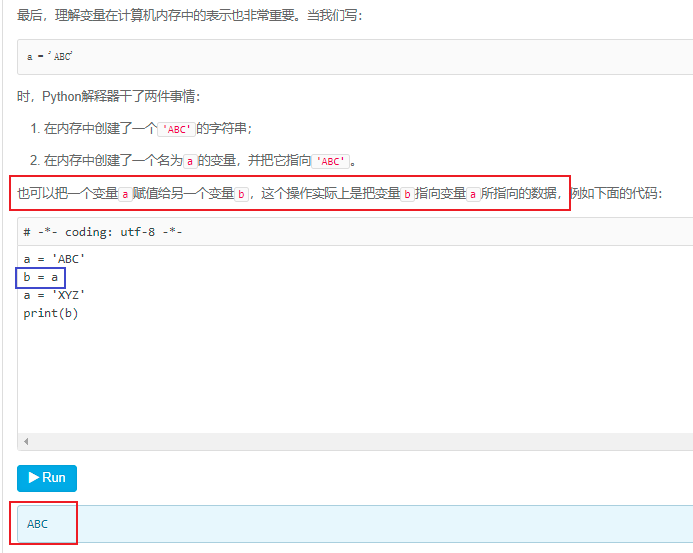 最后，理解变量在计算机内存中的表示也非常重要。当我们写：
a = 'ABC'
时，Python解释器干了两件事情：
1. 在内存中创建了一个'ABC'的字符串；
2. 在内存中创建了一个名为a的变量，并把它指向'ABC'。
也可以把一个变量a赋值给另一个变量b，这个操作实际上是把变量b指向变量a所指向的数据，例如下面的代码：
# -*- coding: utf-8 -*-
a = 'ABC'
b = a
a = 'XYZ'
print(b)
Run
ABC